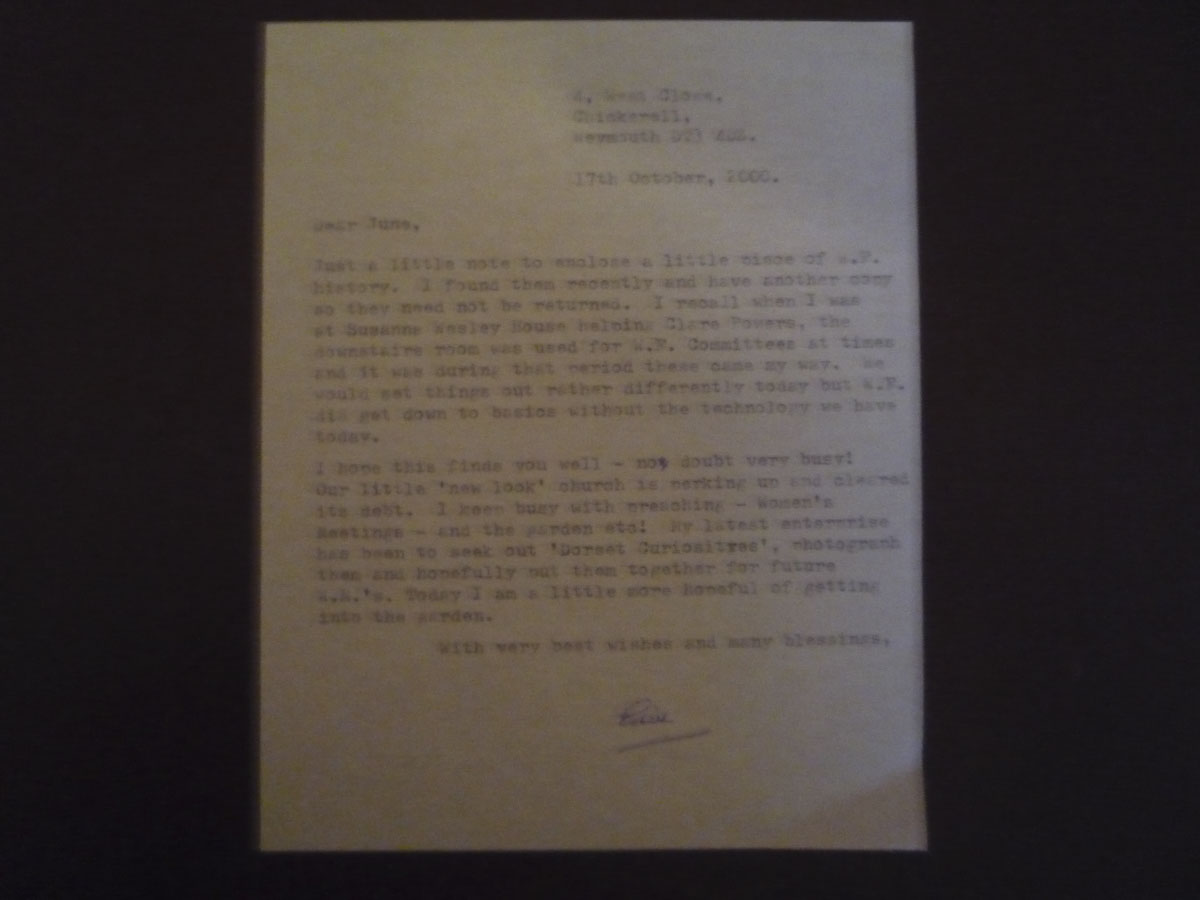 West Close,
Chickerell,
Weymouth DT3
17th October, 2000.
Dear June,
Just a little note to enclose a little piece of W.F.
history. I found them recently and have another copy
so they need not be returned. I recall when I was
at Susanna Wesley House helping Clare Powers, the
downstairs room was used for W.F. Committees at times
and it was during that period these came my way. We
would set things out rather differently today but W.F.
did get down to basics without the technology we have
today.
I hope this finds you well - no doubt very busy!
Our little 'new look' church is perking up and cleared
its debt. I keep busy with preaching - Women's
Meetings - and the garden etc! My latest enterprise
has been to seek out 'Dorset Curiosities', photograph
them and hopefully put them together for future
Today I am a little more hopeful of getting
into the garden.
With very best wishes and many blessings,